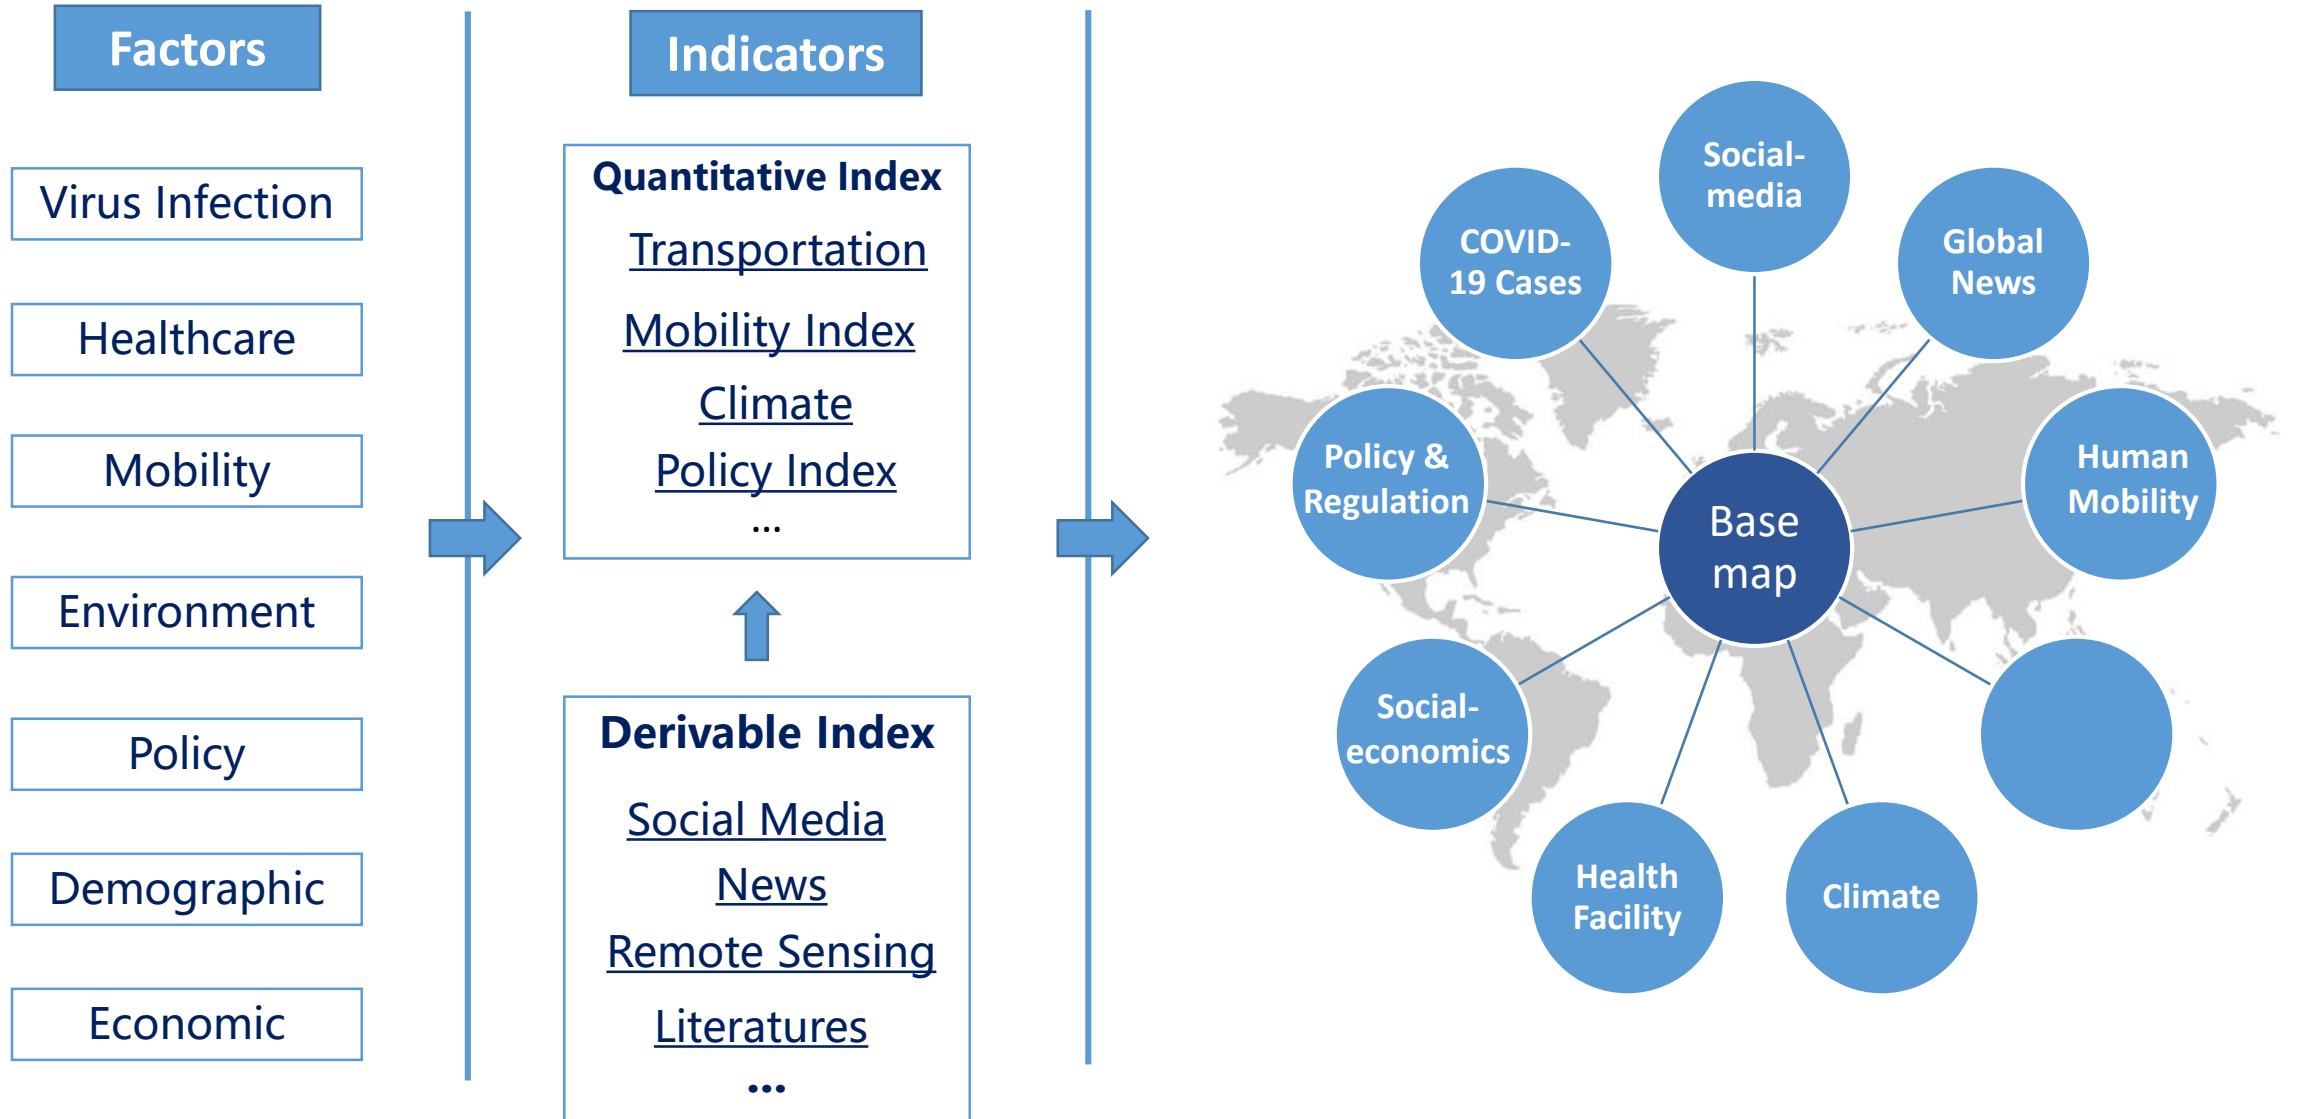 Factors
Virus Infection
Healthcare
Mobility
Environment
Policy
Demographic
Economic
Indicators
Quantitative Index
Transportation
Mobility Index
Climate
Policy Index
...
Derivable Index
Social Media
News
Remote Sensing
Literatures
...
Social-
media
COVID-
19 Cases
Global
News
Policy &
Regulation
Human
Mobility
Base
map
Social-
economics
Health
Facility
Climate